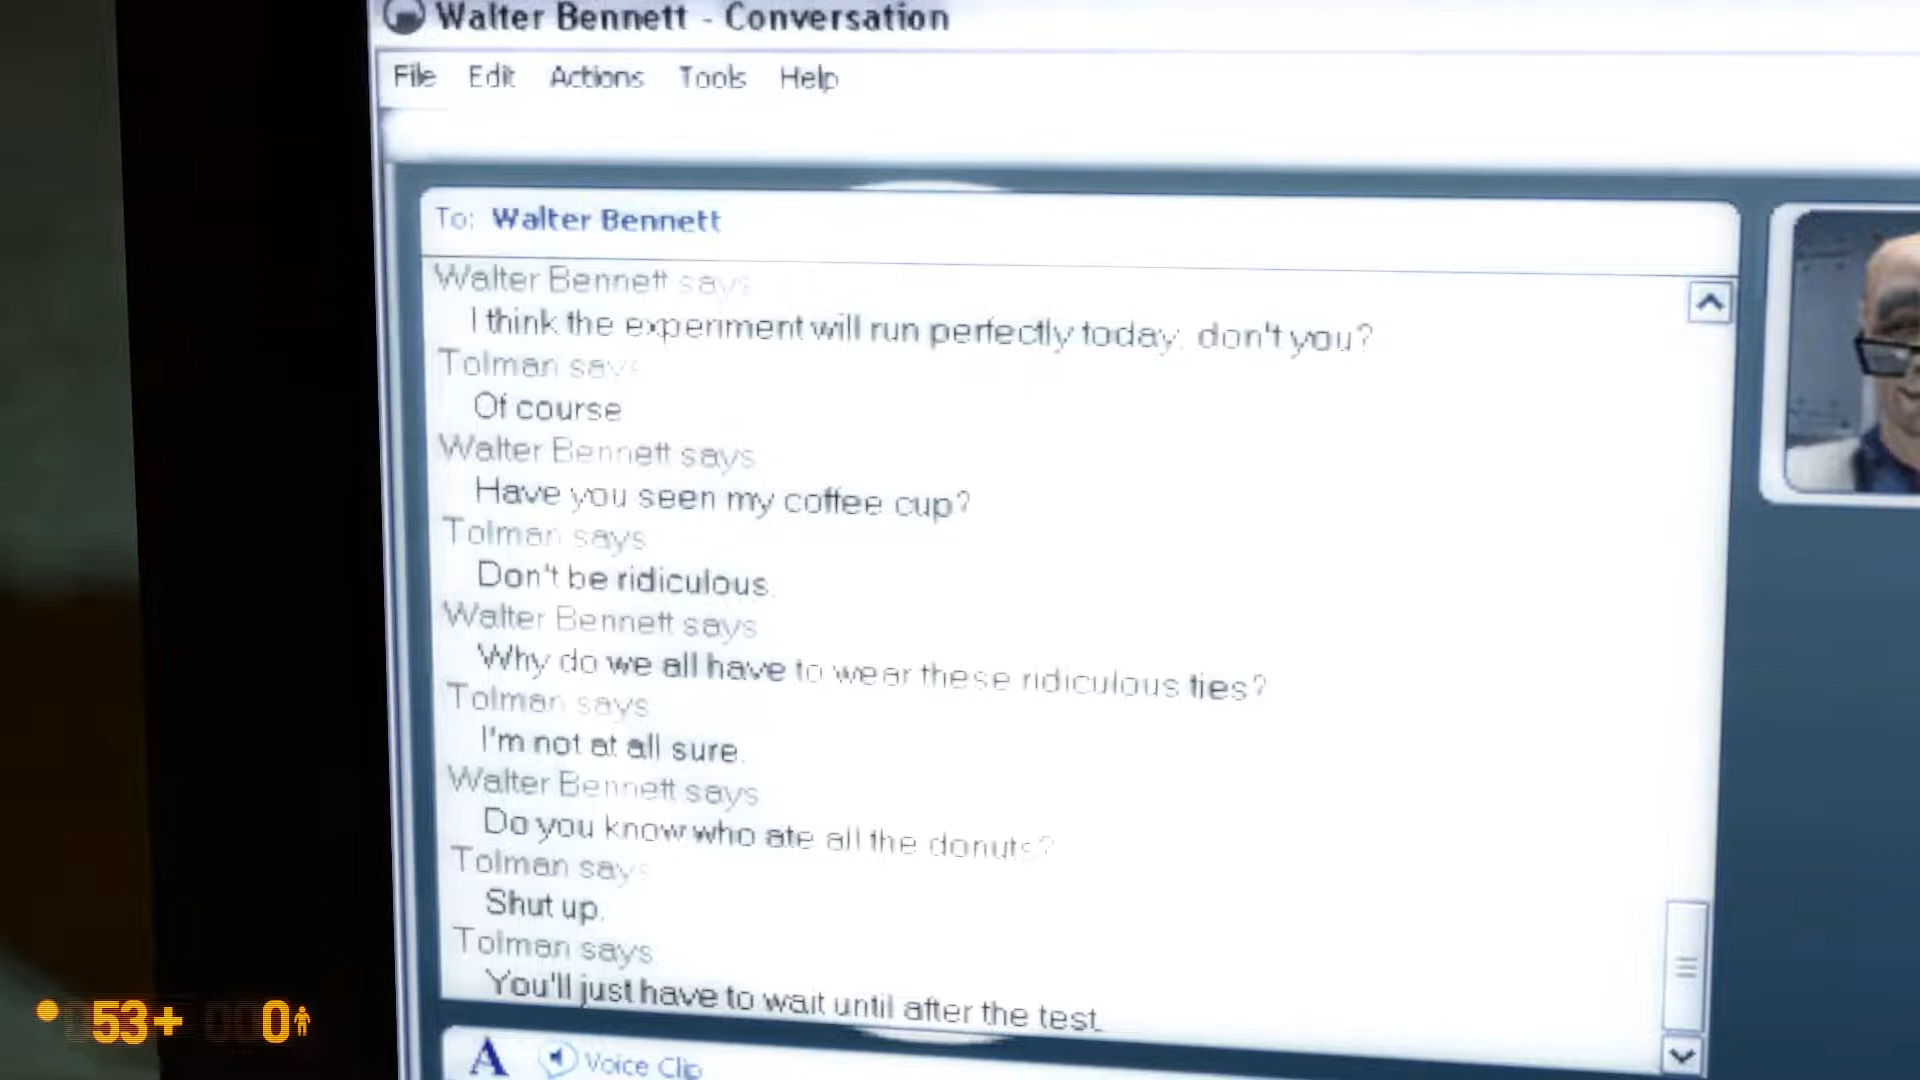 Walter Bennett - Conversation
File Edit Actions Tools Help
To: Walter Bennett
Walter Bennett says
I think the experiment will run perfectly today, don't you?
Tolman says
Of course
Walter Bennett says
Have you seen my coffee cup?
Tolman says
Don't be ridiculous.
Walter Bennett says
Why do we all have to wear these ridiculous ties?
Tolman says
I'm not at all sure.
Walter Bennett says
Do you know who ate all the donuts?
Tolman says
Shut up.
Tolman says
You'll just have to wait until after the test.
A Voice Clip
53+ 0